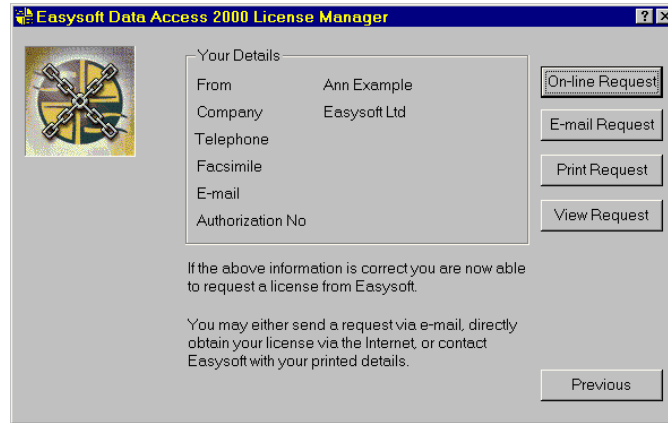 Easysoft Data Access 2000 License Manager
Your Details
From Ann Example
Company Easysoft Ltd
Telephone
Facsimile
E-mail
Authorization No
On-line Request
E-mail Request
Print Request
View Request
If the above information is correct you are now able
to request a license from Easysoft.
You may either send a request via e-mail, directly
obtain your license via the Internet, or contact
Easysoft with your printed details.
Previous